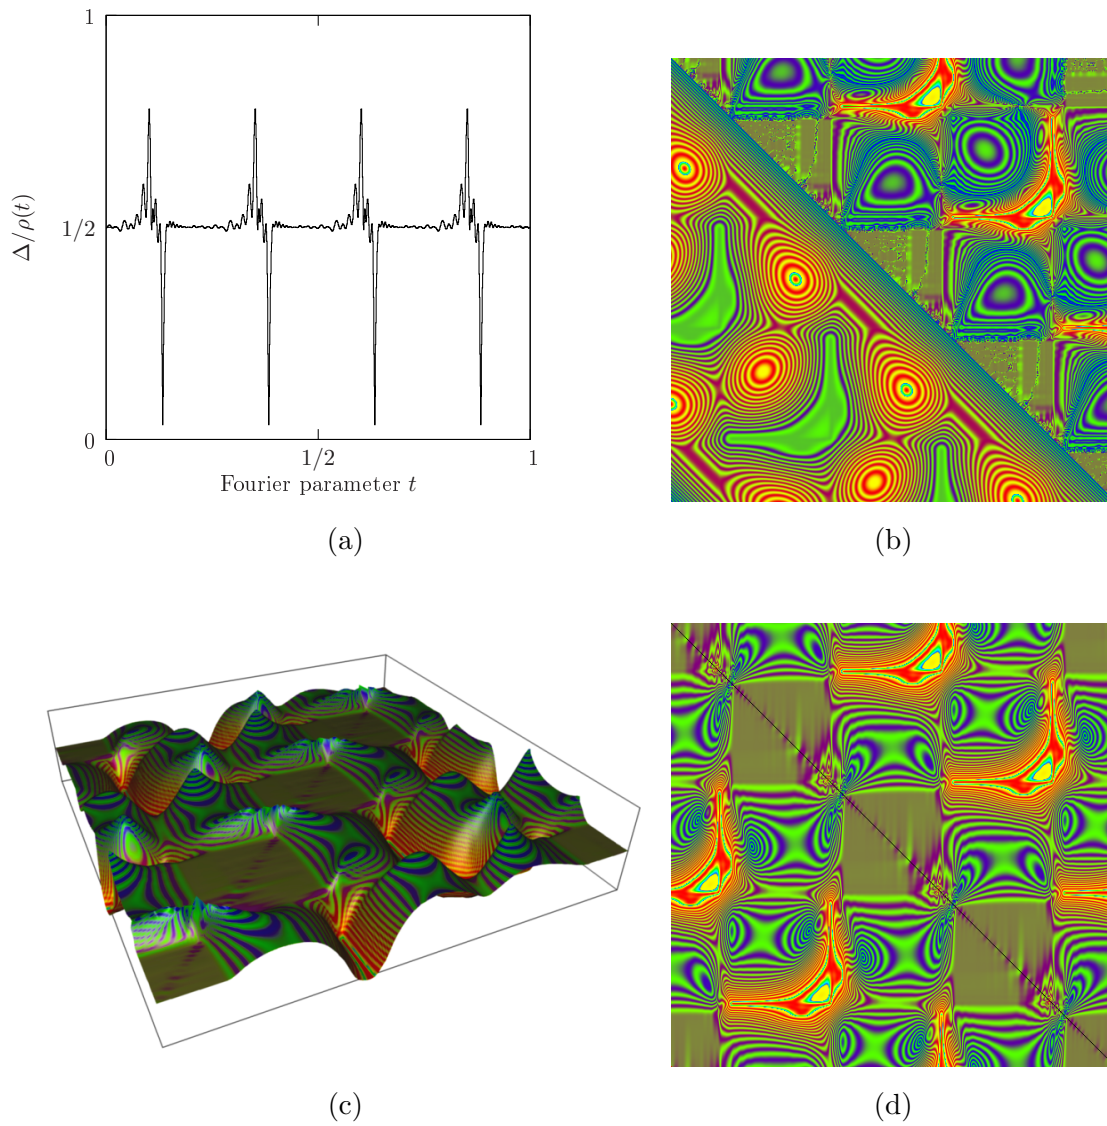 1
1/2
0
Δ/ρ(t)
0 1/2 1
Fourier parameter t
(a)
(b)
(c)
(d)